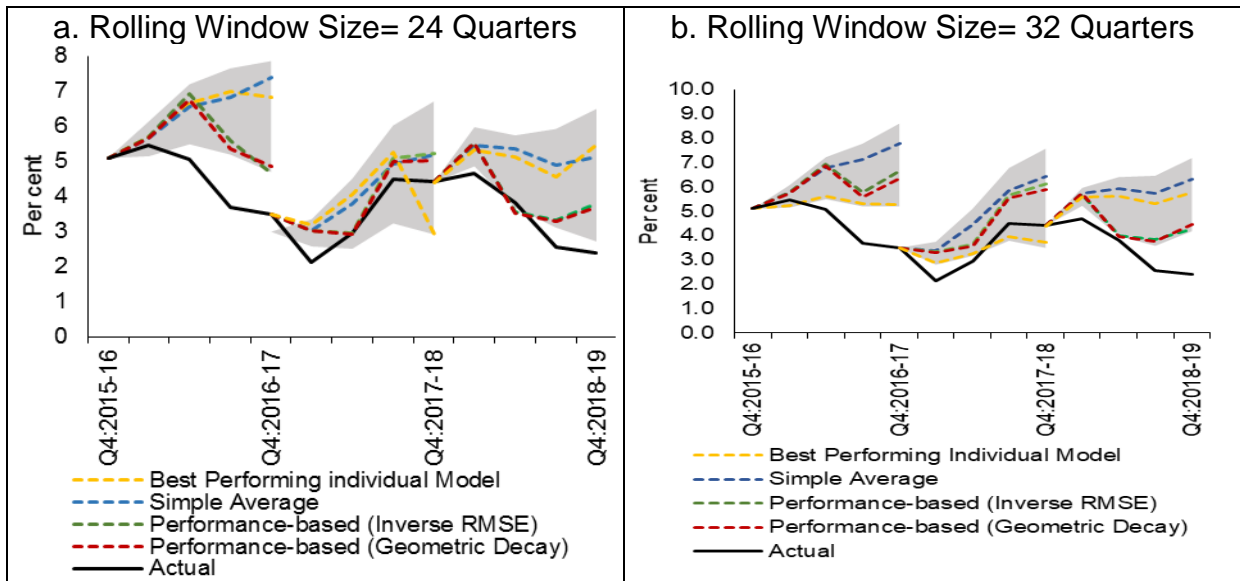 a. Rolling Window Size= 24 Quarters
8
7
6
5
4
3
2
1
0
Per cent
Q4:2015-16
Q4:2016-17
Q4:2017-18
Q4:2018-19
Best Performing individual Model
Simple Average
Performance-based (Inverse RMSE)
Performance-based (Geometric Decay)
Actual
b. Rolling Window Size= 32 Quarters
10.0
9.0
8.0
7.0
6.0
5.0
4.0
3.0
2.0
1.0
0.0
Per cent
Q4:2015-16
Q4:2016-17
Q4:2017-18
Q4:2018-19
Best Performing Individual Model
Simple Average
Performance-based (Inverse RMSE)
Performance-based (Geometric Decay)
Actual